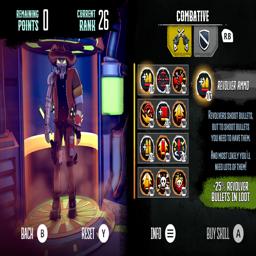 REMAINING POINTS 0
CURRENT RANK 26
COMBATIVE
RB
REVOLVER AMMO
REVOLVERS SHOOT BULLETS,
BUT TO SHOOT BULLETS
YOU NEED TO HAVE THEM.
AND MOST LIKELY YOU'LL
NEED LOTS OF THEM!
-25% REVOLVER
BULLETS IN LOOT
BACK B
RESET Y
INFO
BUY SKILL A